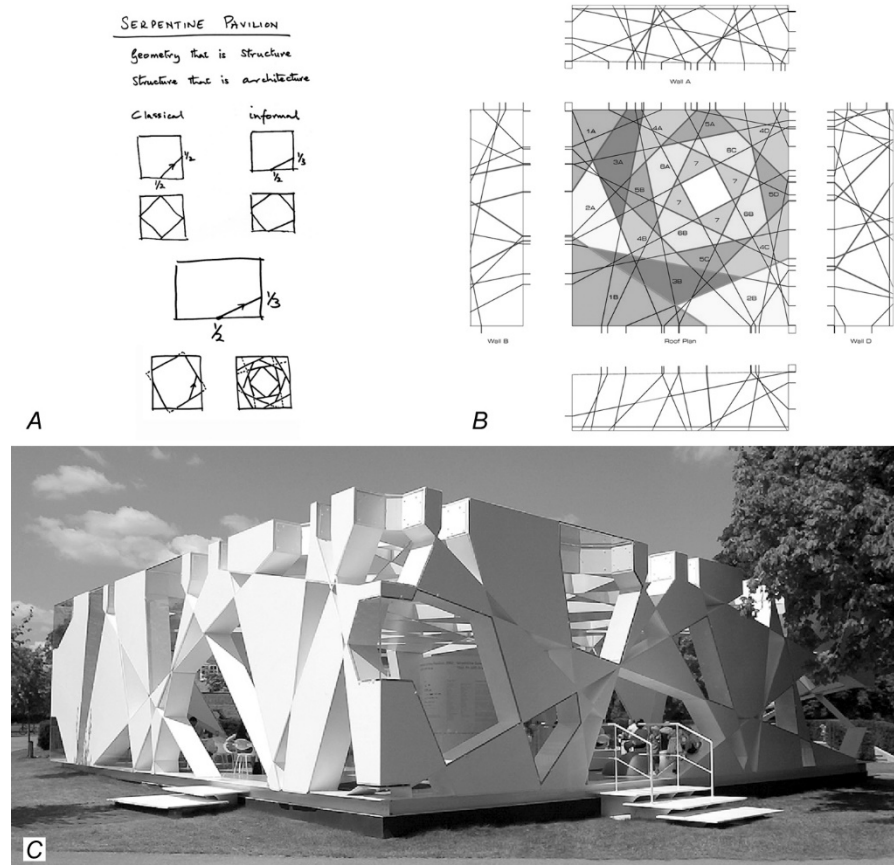 SERPENTINE PAVILION
Geometry that is structure
Structure that is architecture
Classical informal
1/2 1/3
1/2 1/2
1/3
1/2
A
Wall A
1A 4A 5A 4D
6C
3A 6A 7
5B 7 5D
2A
7 6B
4B 6B 7 4C
5C
3B
1B 2B
Wall B Roof Plan Wall D
B
C